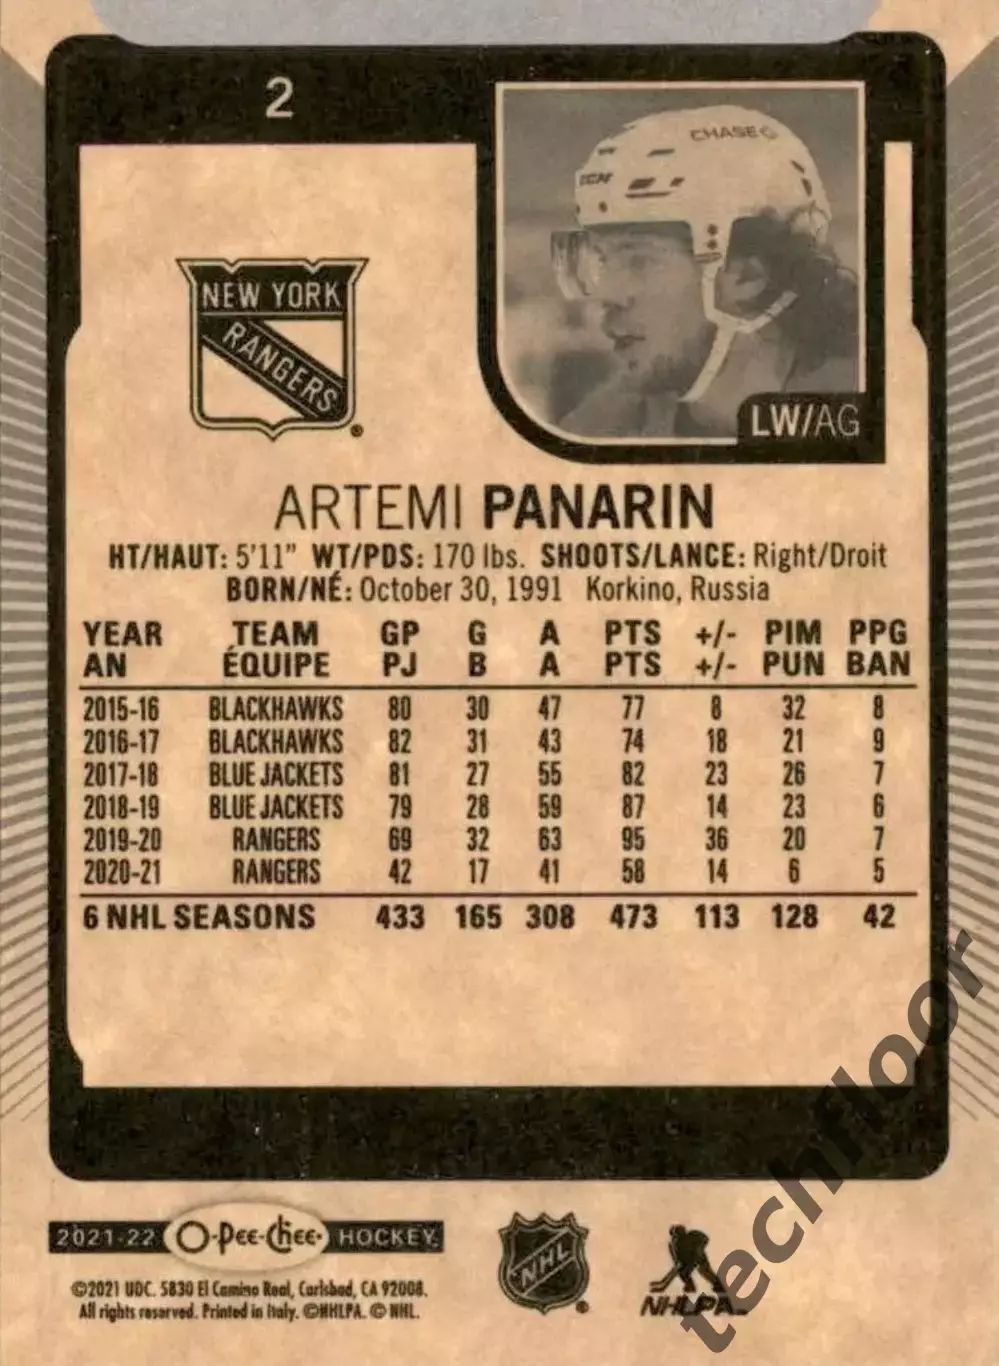 2
CHASE
CCM
NEW YORK
RANGERS
®
LW/AG
ARTEMI PANARIN
HT/HAUT: 5'11" WT/PDS: 170 lbs. SHOOTS/LANCE: Right/Droit
BORN/NÉ: October 30, 1991 Korkino, Russia
YEAR TEAM GP G A PTS +/- PIM PPG
AN ÉQUIPE PJ B A PTS +/- PUN BAN
2015-16 BLACKHAWKS 80 30 47 77 8 32 8
2016-17 BLACKHAWKS 82 31 43 74 18 21 9
2017-18 BLUE JACKETS 81 27 55 82 23 26 7
2018-19 BLUE JACKETS 79 28 59 87 14 23 6
2019-20 RANGERS 69 32 63 95 36 20 7
2020-21 RANGERS 42 17 41 58 14 6 5
6 NHL SEASONS 433 165 308 473 113 128 42
2021-22 O-Pee-Chee® HOCKEY
©2021 UDC. 5830 El Camino Real, Carlsbad, CA 92008.
All rights reserved. Printed in Italy. ©NHLPA. © NHL.
NHL ®
NHLPA
techfloor